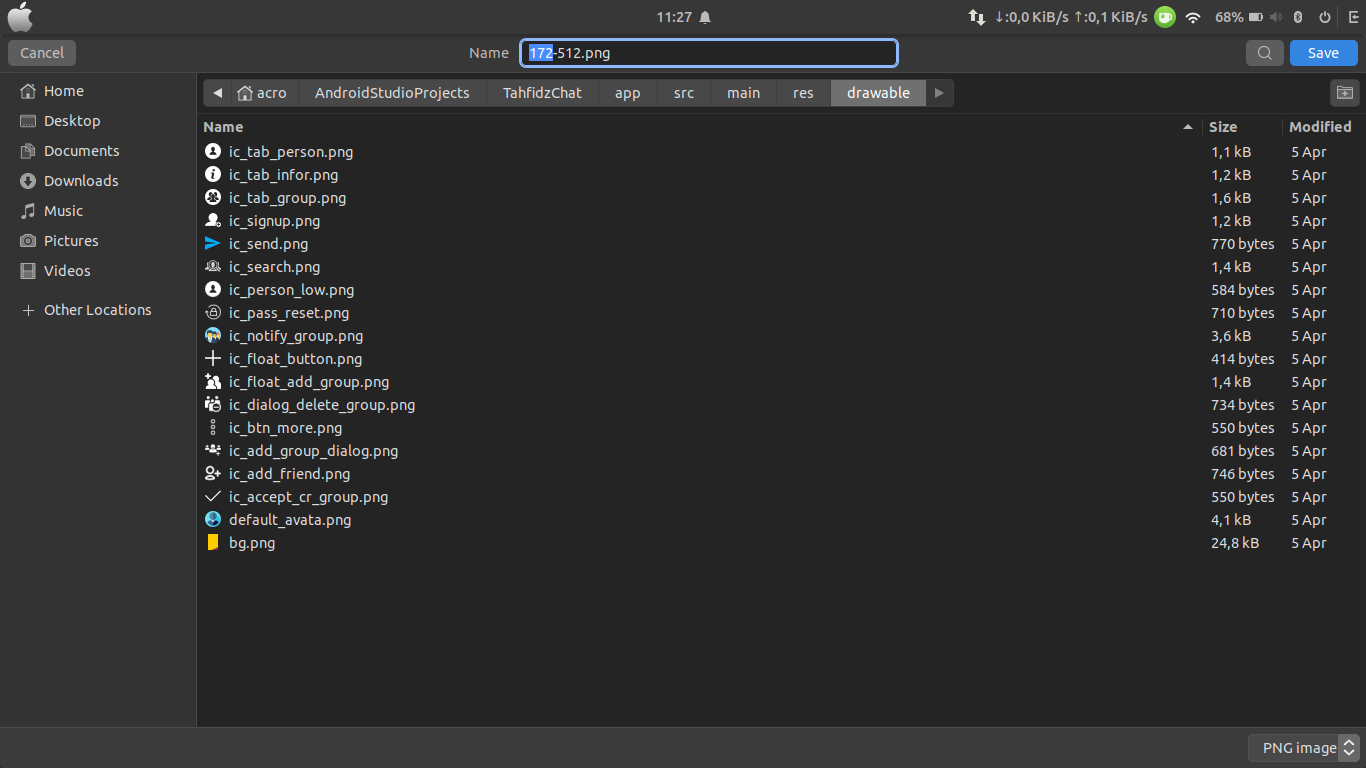 11:27
↓:0,0 KiB/s ↑:0,1 KiB/s 68%
Cancel Name 172-512.png Save
acro AndroidStudioProjects TahfidzChat app src main res drawable
Home
Desktop
Documents
Downloads
Music
Pictures
Videos
Other Locations
Name Size Modified
ic_tab_person.png 1,1 kB 5 Apr
ic_tab_infor.png 1,2 kB 5 Apr
ic_tab_group.png 1,6 kB 5 Apr
ic_signup.png 1,2 kB 5 Apr
ic_send.png 770 bytes 5 Apr
ic_search.png 1,4 kB 5 Apr
ic_person_low.png 584 bytes 5 Apr
ic_pass_reset.png 710 bytes 5 Apr
ic_notify_group.png 3,6 kB 5 Apr
ic_float_button.png 414 bytes 5 Apr
ic_float_add_group.png 1,4 kB 5 Apr
ic_dialog_delete_group.png 734 bytes 5 Apr
ic_btn_more.png 550 bytes 5 Apr
ic_add_group_dialog.png 681 bytes 5 Apr
ic_add_friend.png 746 bytes 5 Apr
ic_accept_cr_group.png 550 bytes 5 Apr
default_avata.png 4,1 kB 5 Apr
bg.png 24,8 kB 5 Apr
PNG image